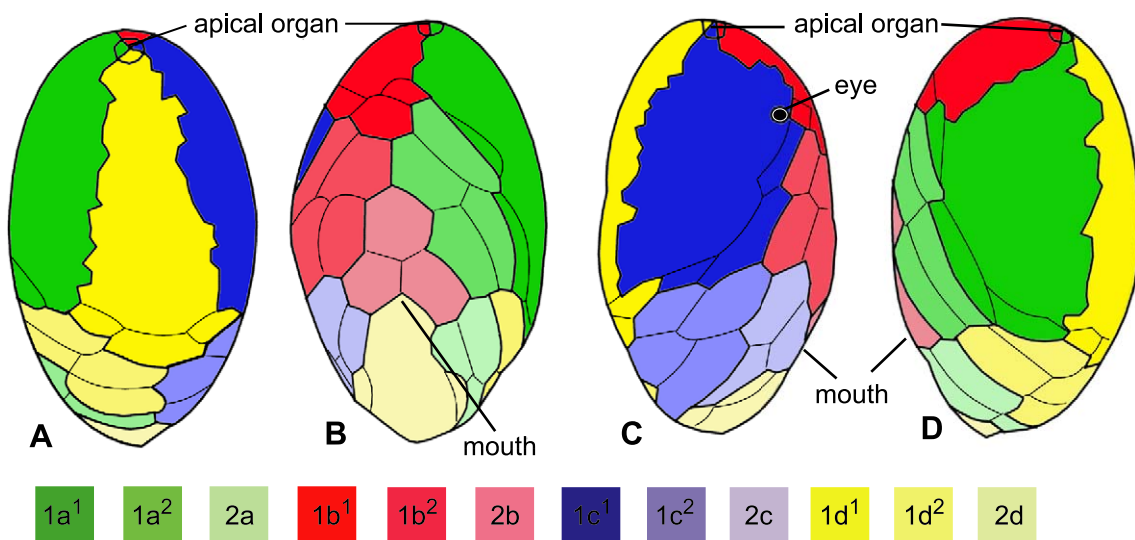 apical organ
apical organ
eye
mouth
mouth
A
B
C
D
1a¹ 1a² 2a 1b¹ 1b² 2b 1c¹ 1c² 2c 1d¹ 1d² 2d